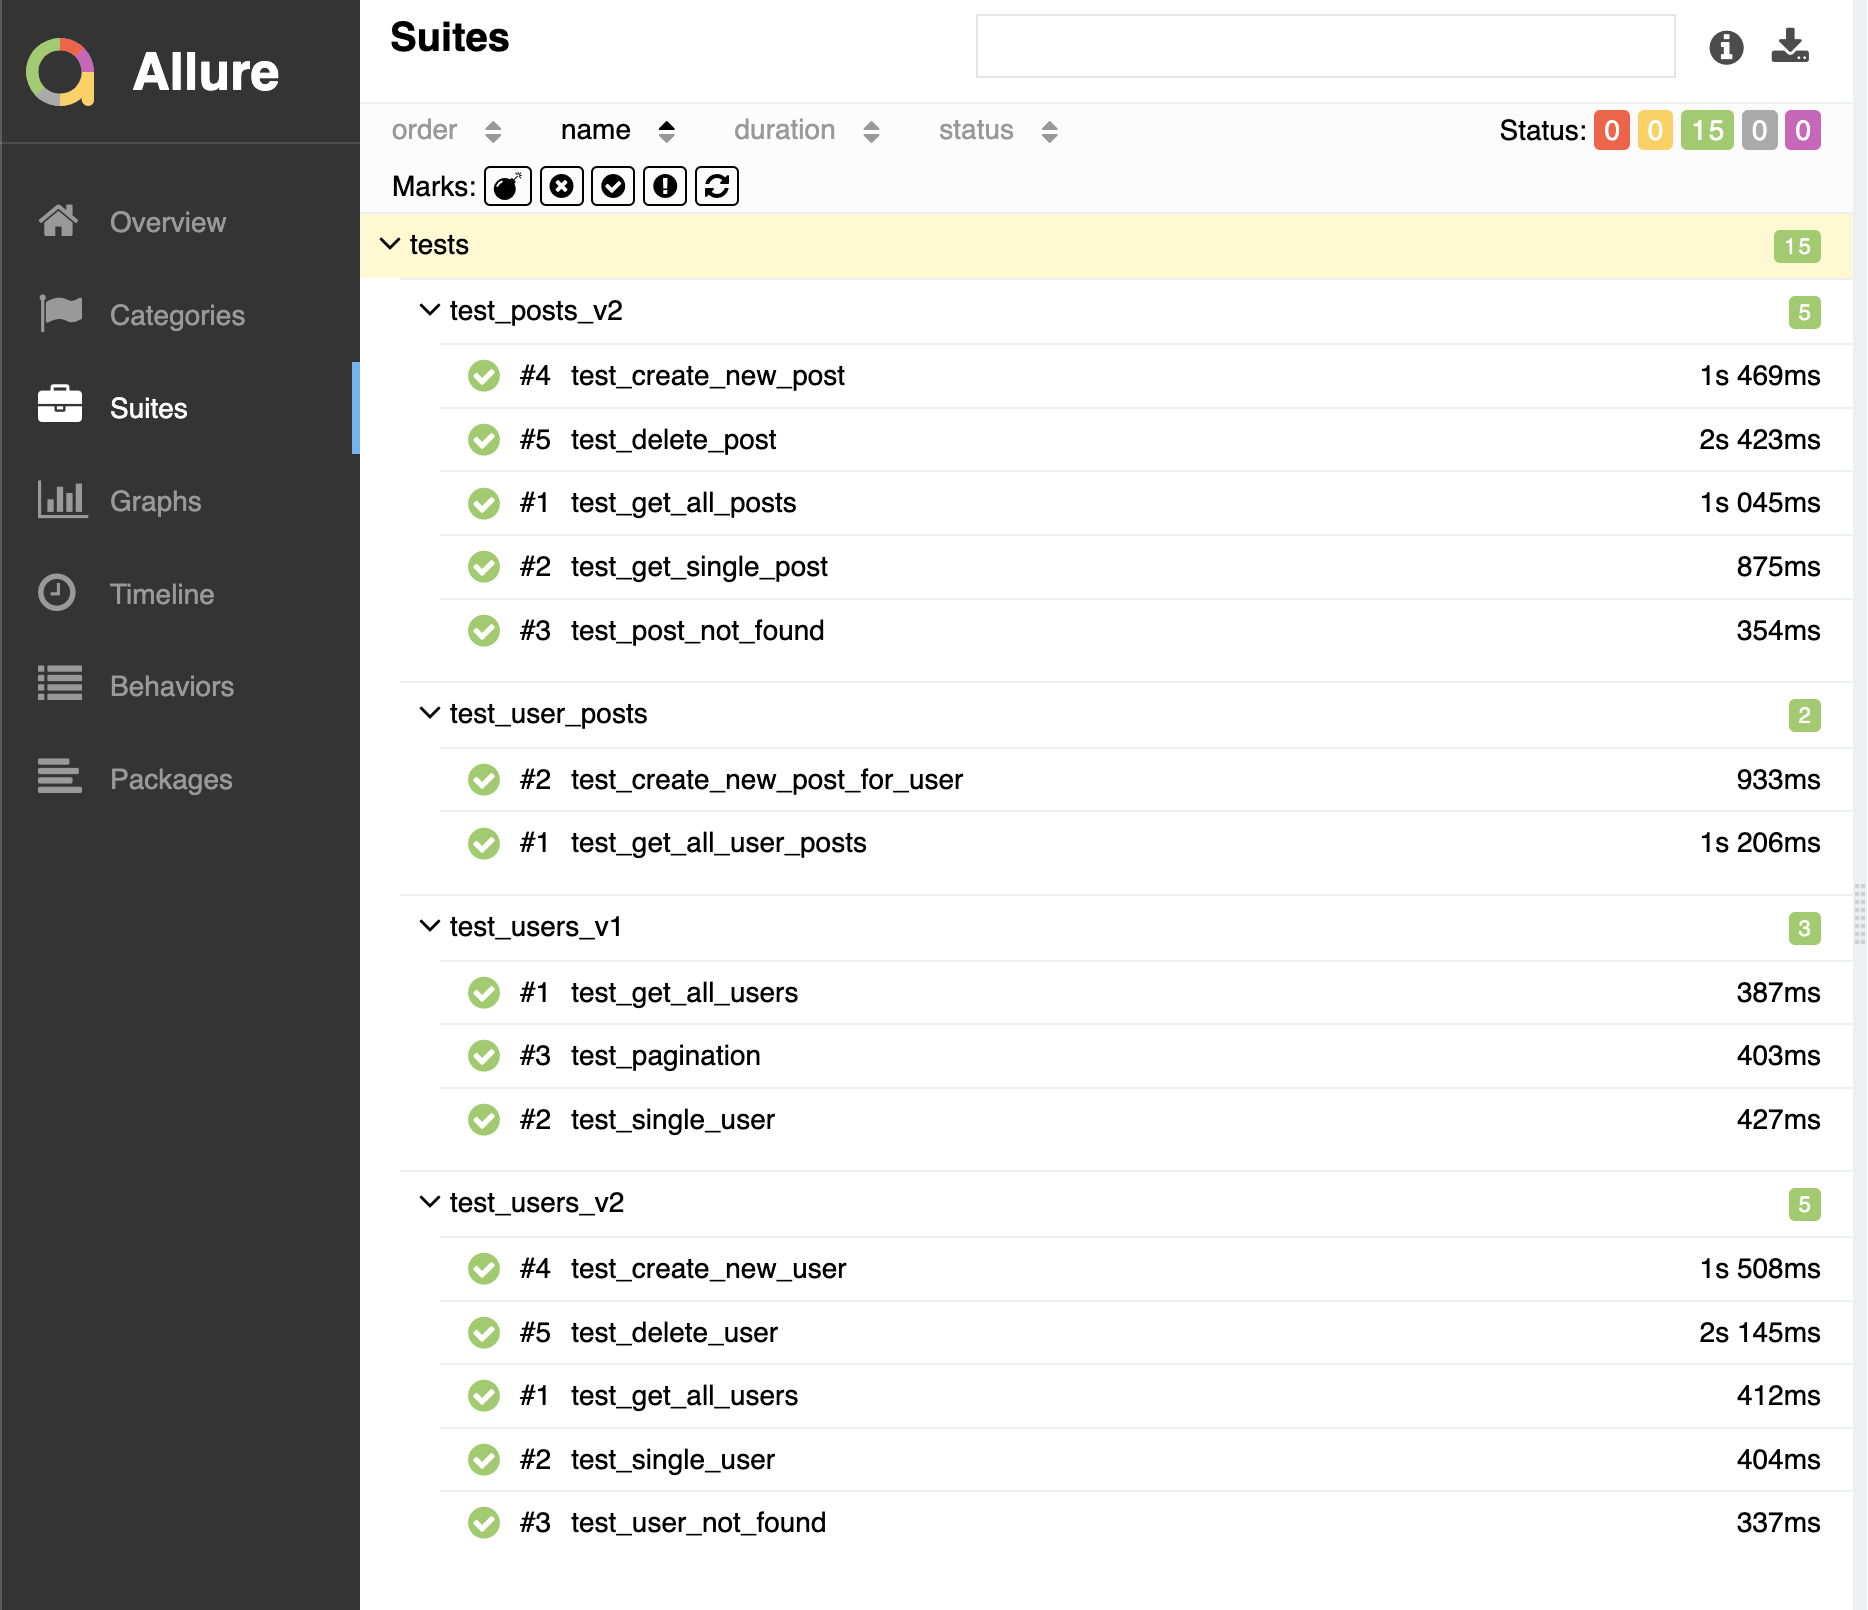 Allure
Overview
Categories
Suites
Graphs
Timeline
Behaviors
Packages
Suites
order name duration status Status: 0 0 15 0 0
Marks:
tests 15
test_posts_v2 5
#4 test_create_new_post 1s 469ms
#5 test_delete_post 2s 423ms
#1 test_get_all_posts 1s 045ms
#2 test_get_single_post 875ms
#3 test_post_not_found 354ms
test_user_posts 2
#2 test_create_new_post_for_user 933ms
#1 test_get_all_user_posts 1s 206ms
test_users_v1 3
#1 test_get_all_users 387ms
#3 test_pagination 403ms
#2 test_single_user 427ms
test_users_v2 5
#4 test_create_new_user 1s 508ms
#5 test_delete_user 2s 145ms
#1 test_get_all_users 412ms
#2 test_single_user 404ms
#3 test_user_not_found 337ms